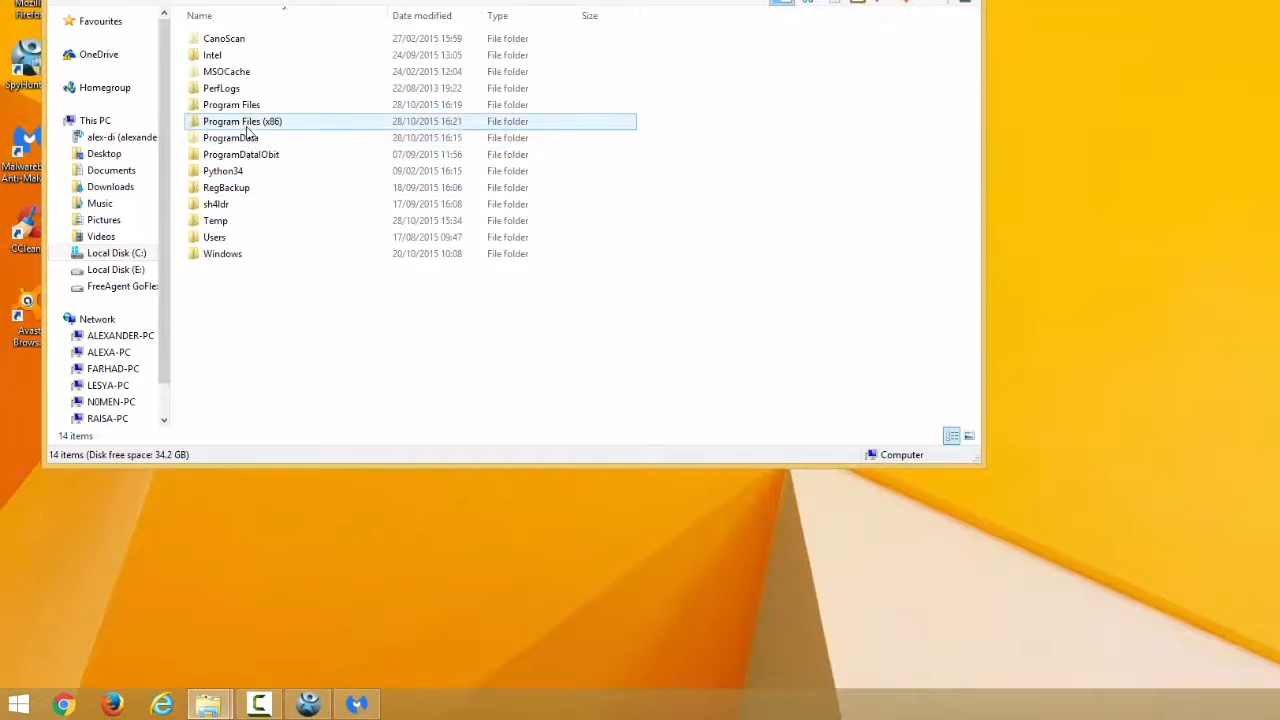 Mozilla
Firefox
SpyHunt
Malwareb
Anti-Mal
CClean
Avast
Brows...
Favourites
OneDrive
Homegroup
This PC
alex-di (alexande
Desktop
Documents
Downloads
Music
Pictures
Videos
Local Disk (C:)
Local Disk (E:)
FreeAgent GoFlex
Network
ALEXANDER-PC
ALEXA-PC
FARHAD-PC
LESYA-PC
N0MEN-PC
RAISA-PC
Name Date modified Type Size
CanoScan 27/02/2015 15:59 File folder
Intel 24/09/2015 13:05 File folder
MSOCache 24/02/2015 12:04 File folder
PerfLogs 22/08/2013 19:22 File folder
Program Files 28/10/2015 16:19 File folder
Program Files (x86) 28/10/2015 16:21 File folder
ProgramData 28/10/2015 16:15 File folder
ProgramDataIObit 07/09/2015 11:56 File folder
Python34 09/02/2015 16:15 File folder
RegBackup 18/09/2015 16:06 File folder
sh4ldr 17/09/2015 16:08 File folder
Temp 28/10/2015 15:34 File folder
Users 17/08/2015 09:47 File folder
Windows 20/10/2015 10:08 File folder
14 items
14 items (Disk free space: 34.2 GB)
Computer